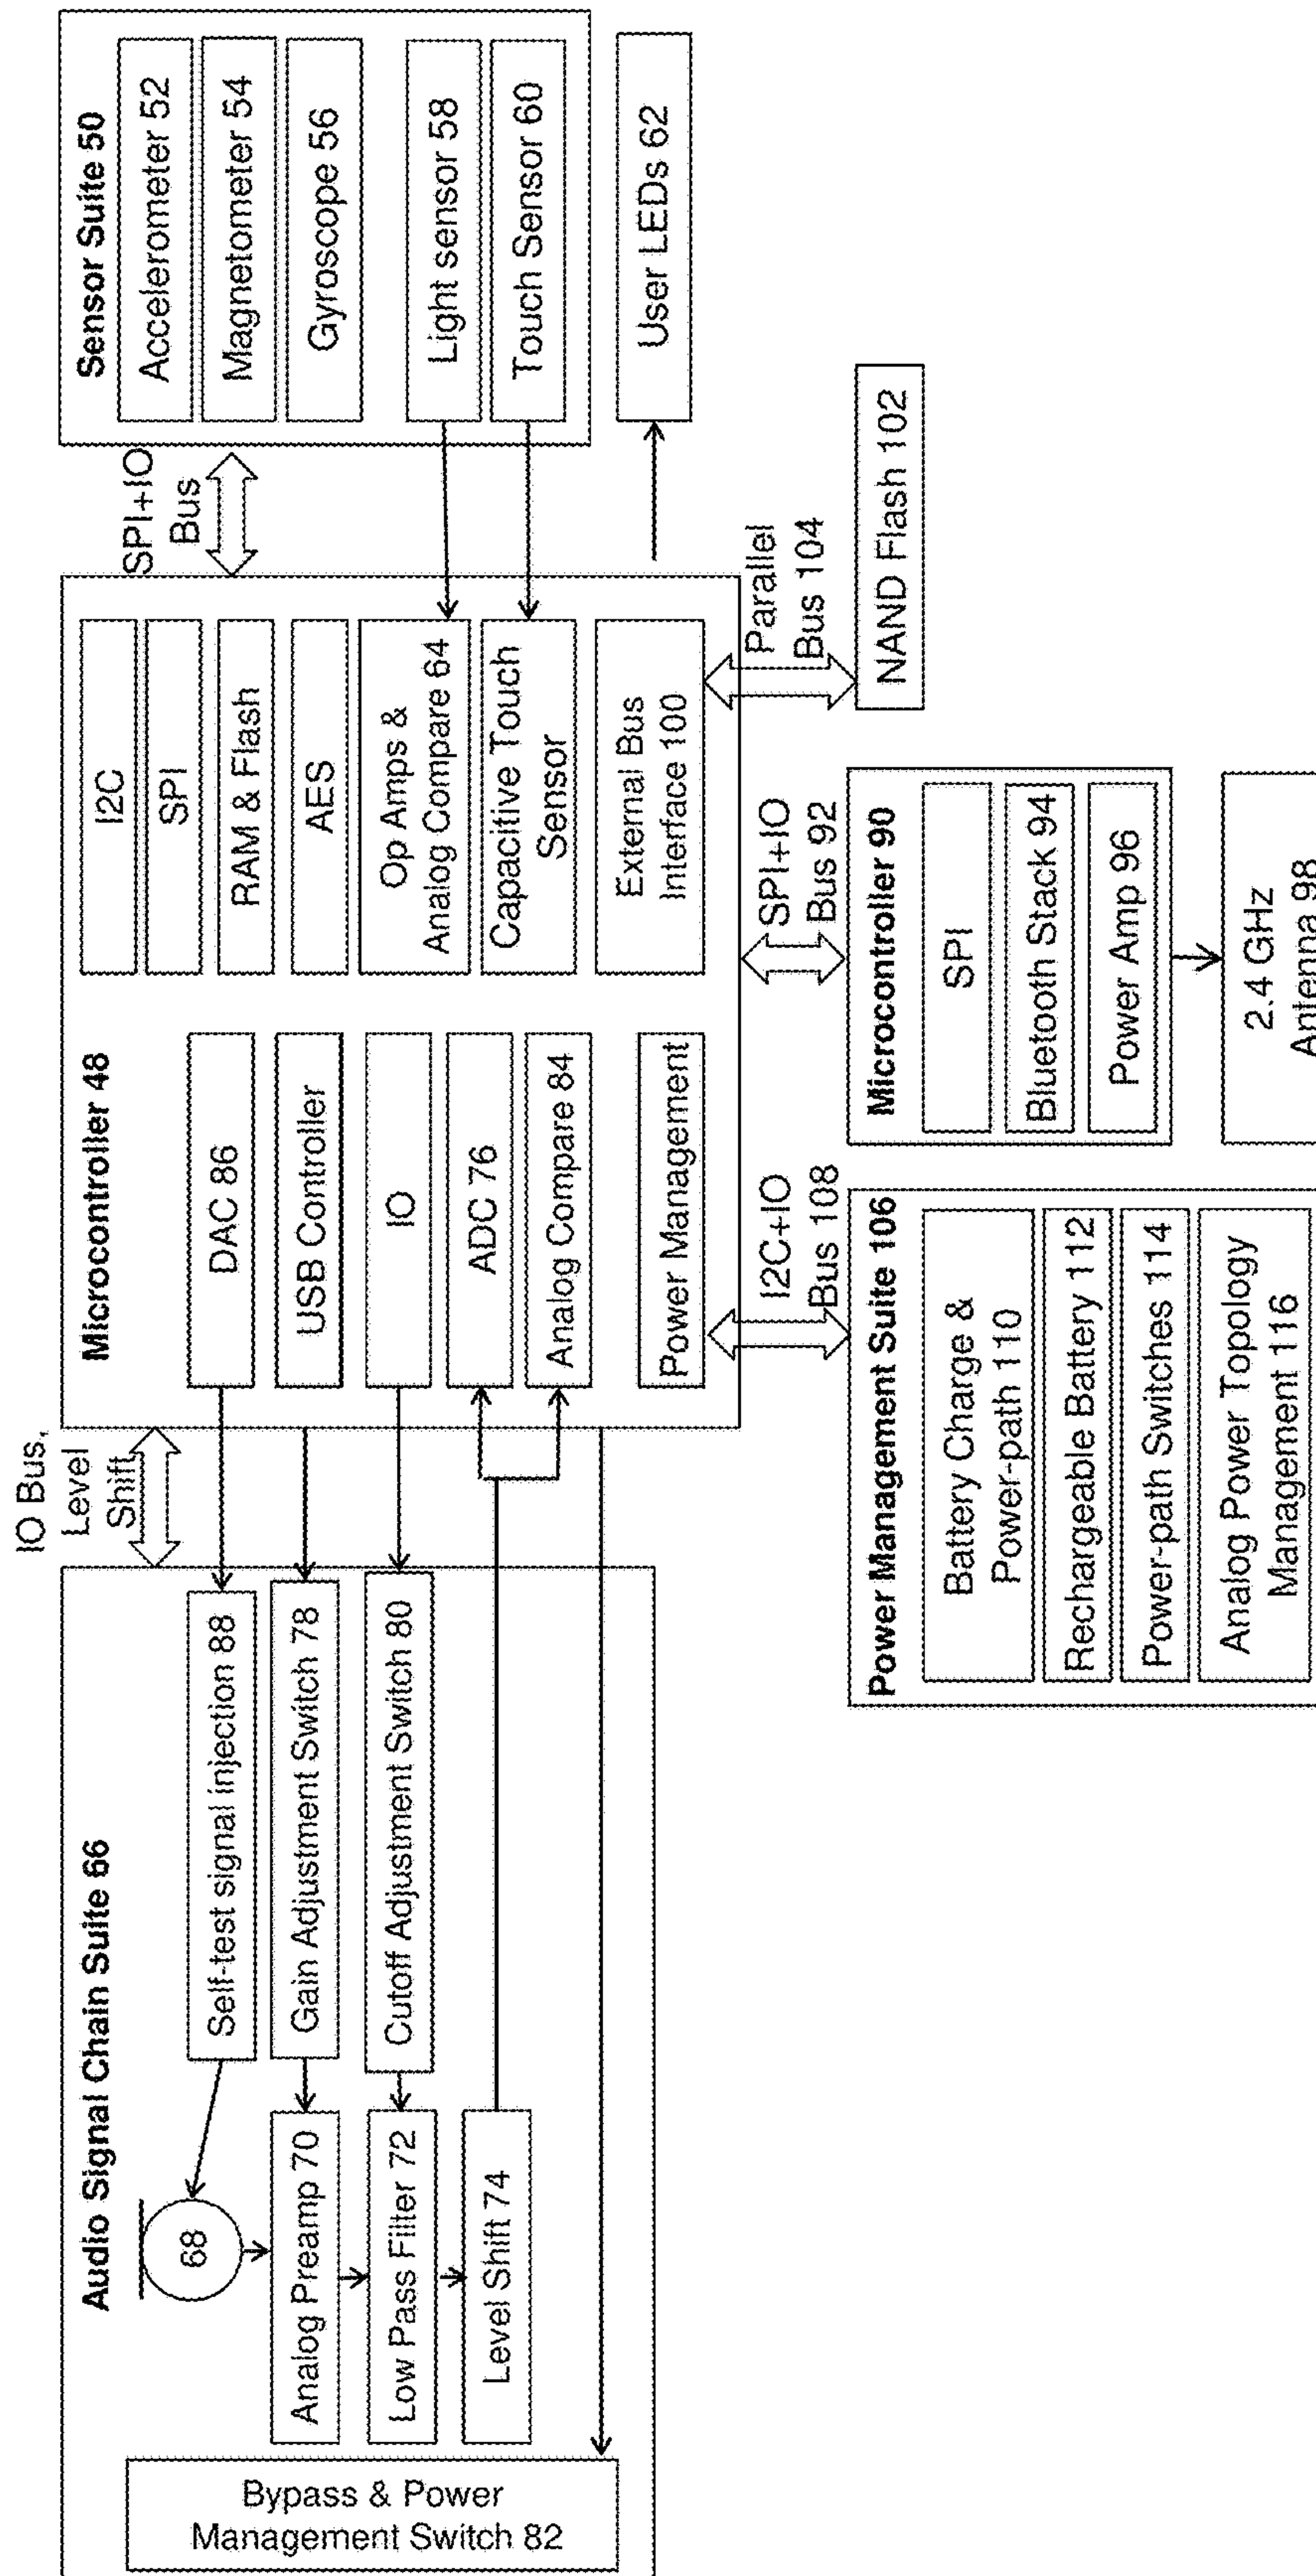 IO Bus,
Level
Shift
SPI+IO
Bus
Audio Signal Chain Suite 66
68
Self-test signal injection 88
Analog Preamp 70
Gain Adjustment Switch 78
Low Pass Filter 72
Cutoff Adjustment Switch 80
Level Shift 74
Bypass & Power
Management Switch 82
Microcontroller 48
DAC 86
USB Controller
IO
ADC 76
Analog Compare 84
Power Management
I2C
SPI
RAM & Flash
AES
Op Amps &
Analog Compare 64
Capacitive Touch
Sensor
External Bus
Interface 100
Sensor Suite 50
Accelerometer 52
Magnetometer 54
Gyroscope 56
Light sensor 58
Touch Sensor 60
User LEDs 62
I2C+IO
Bus 108
SPI+IO
Bus 92
Parallel
Bus 104
Power Management Suite 106
Battery Charge &
Power-path 110
Rechargeable Battery 112
Power-path Switches 114
Analog Power Topology
Management 116
Microcontroller 90
SPI
Bluetooth Stack 94
Power Amp 96
2.4 GHz
Antenna 98
NAND Flash 102